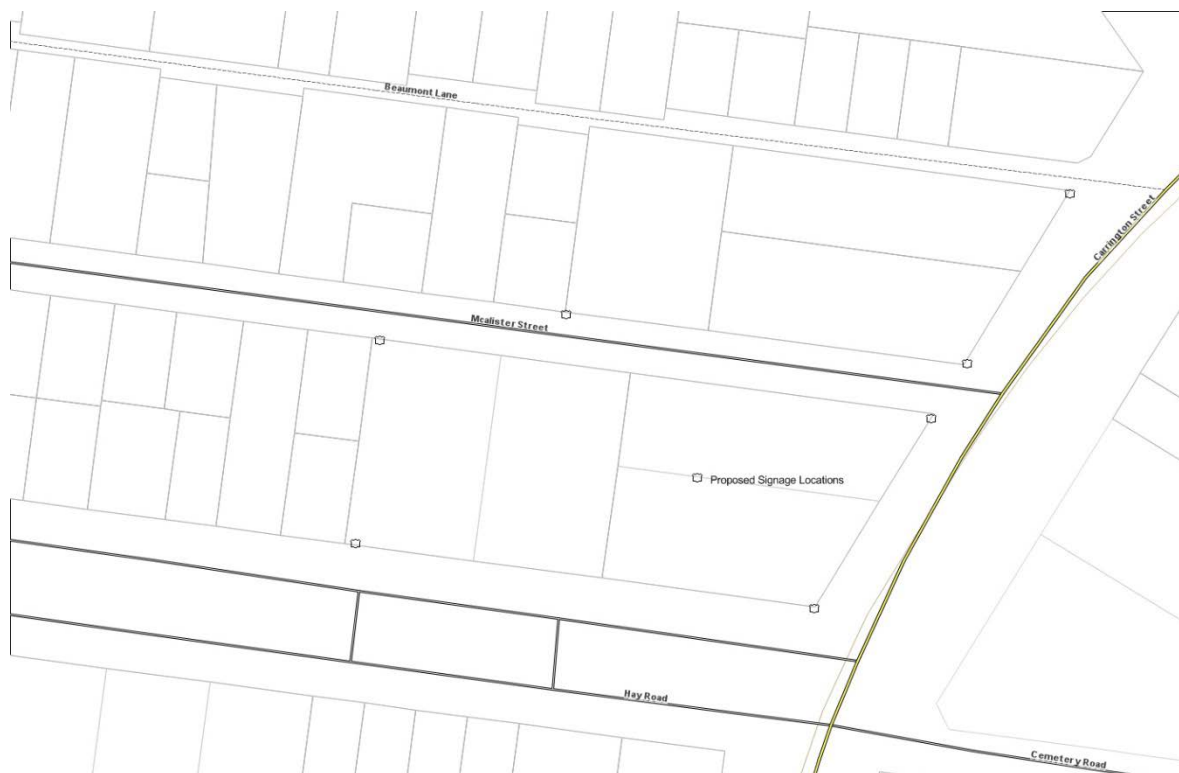 Beaumont Lane
Carrington Street
Mcalister Street
Proposed Signage Locations
Hay Road
Cemetery Road